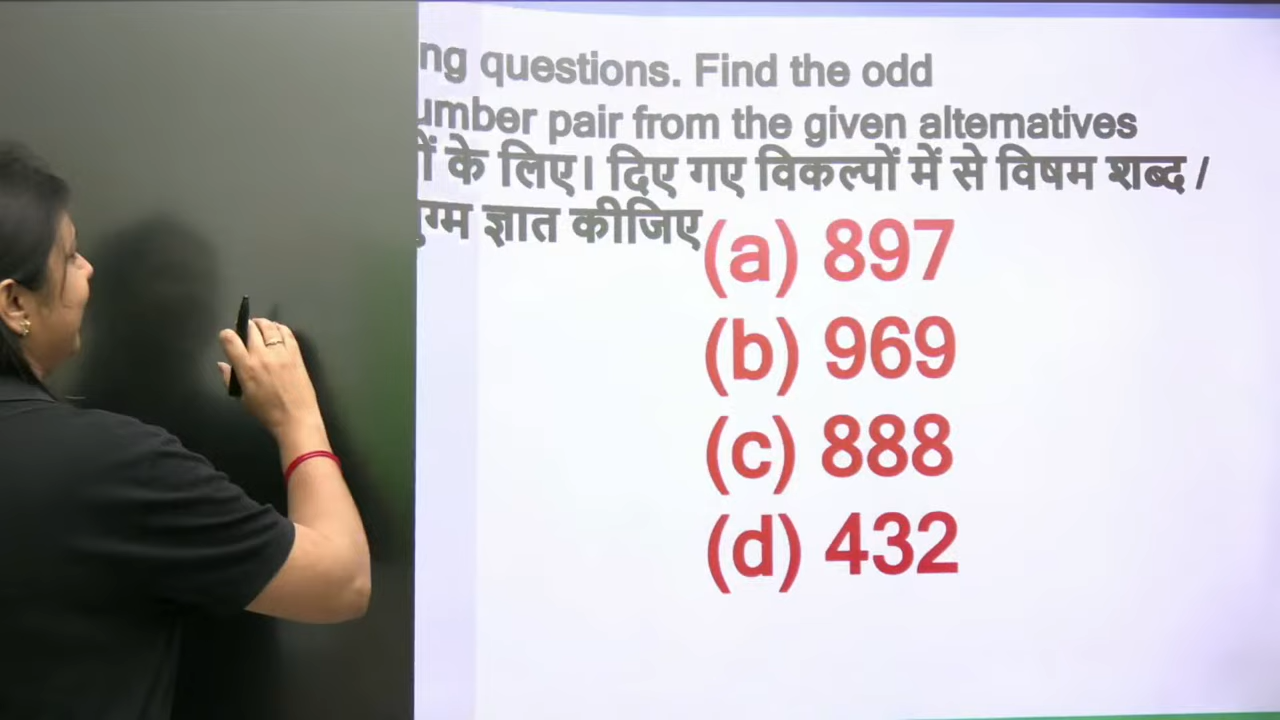 ng questions. Find the odd
umber pair from the given alternatives
ों के लिए। दिए गए विकल्पों में से विषम शब्द /
ुग्म ज्ञात कीजिए
(a) 897
(b) 969
(c) 888
(d) 432